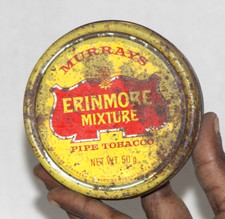 MURRAYS
ERINMORE
MIXTURE
PIPE TOBACCO
NET WT 50 g